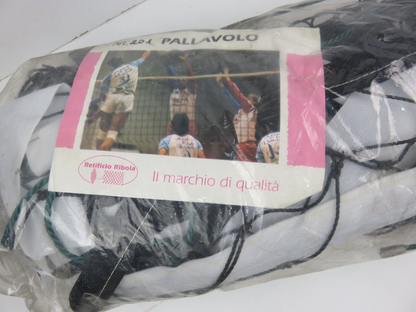 PALLAVOLO
Retificio Ribola
Il marchio di qualità